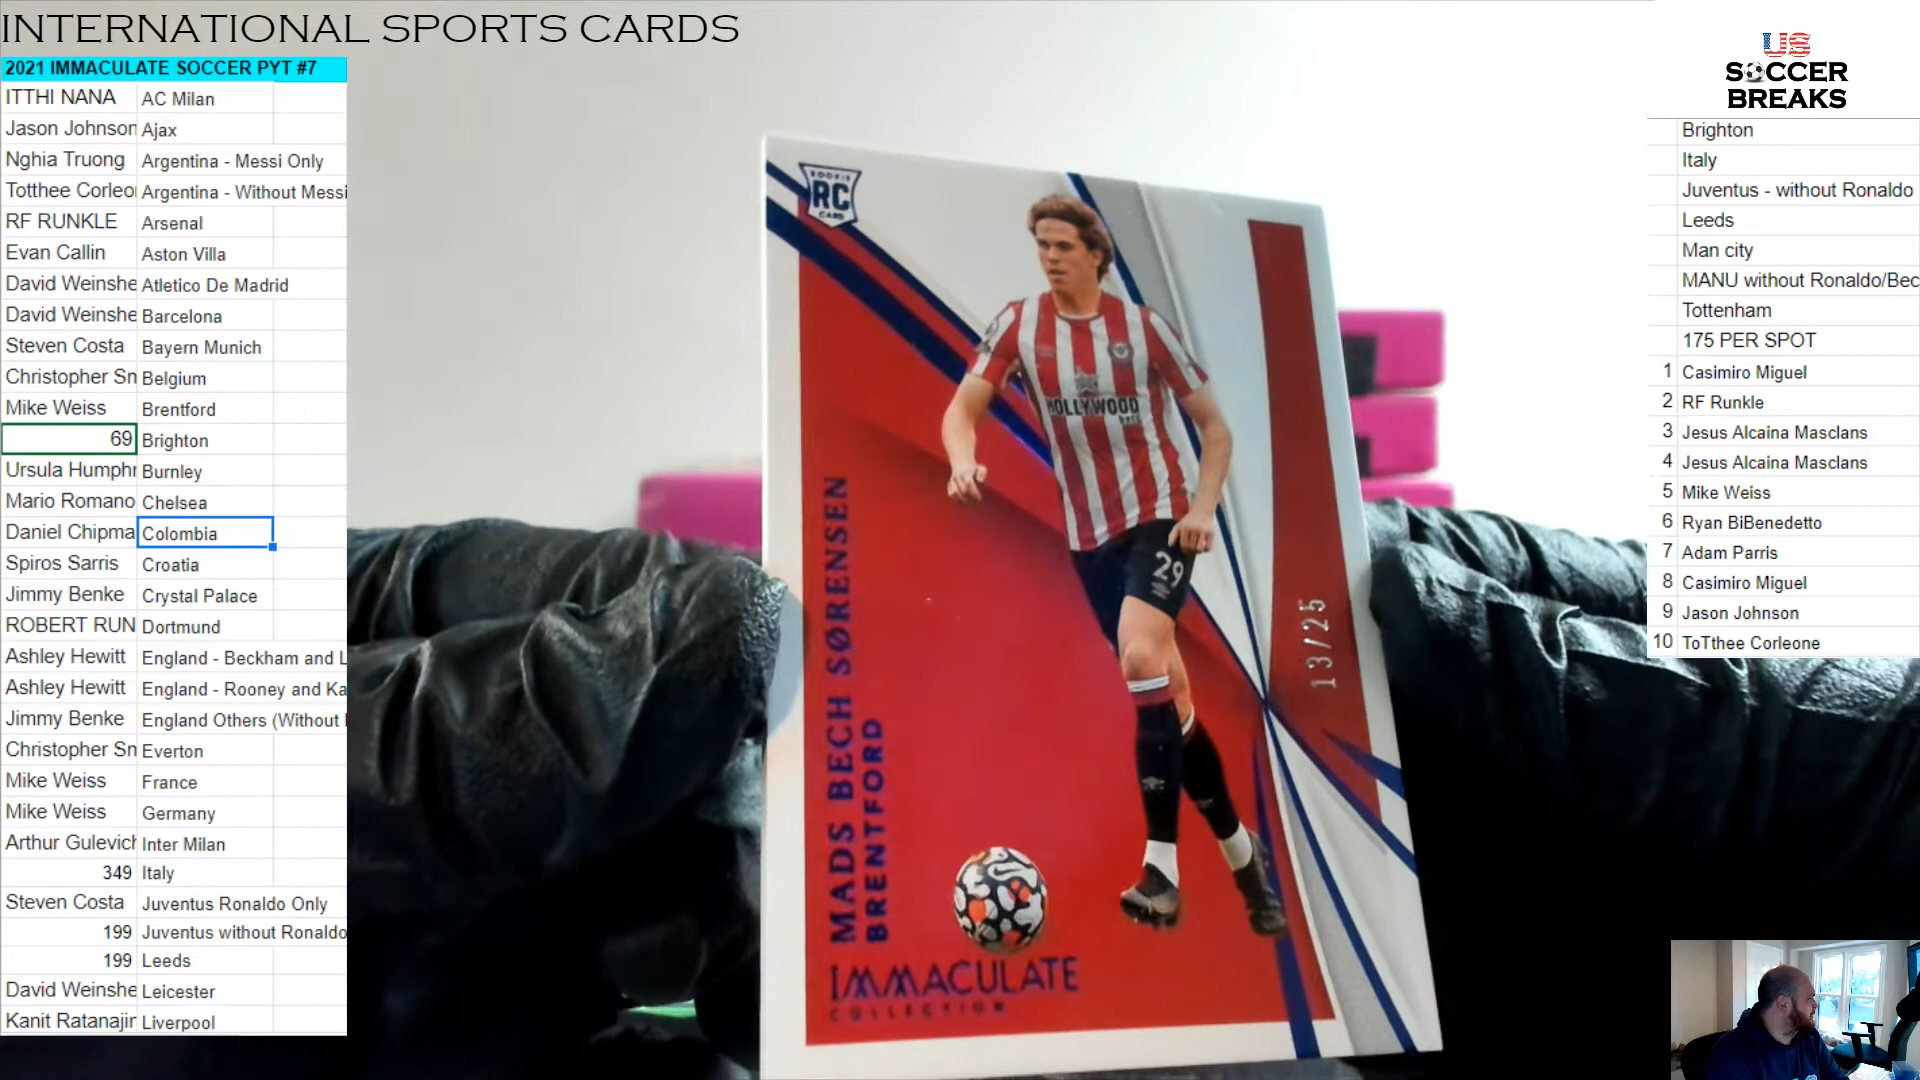 INTERNATIONAL SPORTS CARDS
2021 IMMACULATE SOCCER PYT #7
ITTHI NANA AC Milan
Jason Johnson Ajax
Nghia Truong Argentina - Messi Only
Totthee Corleo Argentina - Without Messi
RF RUNKLE Arsenal
Evan Callin Aston Villa
David Weinshe Atletico De Madrid
David Weinshe Barcelona
Steven Costa Bayern Munich
Christopher Sn Belgium
Mike Weiss Brentford
69 Brighton
Ursula Humphr Burnley
Mario Romano Chelsea
Daniel Chipma Colombia
Spiros Sarris Croatia
Jimmy Benke Crystal Palace
ROBERT RUN Dortmund
Ashley Hewitt England - Beckham and L
Ashley Hewitt England - Rooney and Ka
Jimmy Benke England Others (Without
Christopher Sn Everton
Mike Weiss France
Mike Weiss Germany
Arthur Gulevich Inter Milan
349 Italy
Steven Costa Juventus Ronaldo Only
199 Juventus without Ronaldo
199 Leeds
David Weinshe Leicester
Kanit Ratanajir Liverpool
ROOKIE
RC
CARD
HOLLYWOOD
bets
29
13/25
MADS BECH SØRENSEN
BRENTFORD
IMMACULATE
COLLECTION
US
SOCCER
BREAKS
Brighton
Italy
Juventus - without Ronaldo
Leeds
Man city
MANU without Ronaldo/Bec
Tottenham
175 PER SPOT
1 Casimiro Miguel
2 RF Runkle
3 Jesus Alcaina Masclans
4 Jesus Alcaina Masclans
5 Mike Weiss
6 Ryan BiBenedetto
7 Adam Parris
8 Casimiro Miguel
9 Jason Johnson
10 ToTthee Corleone